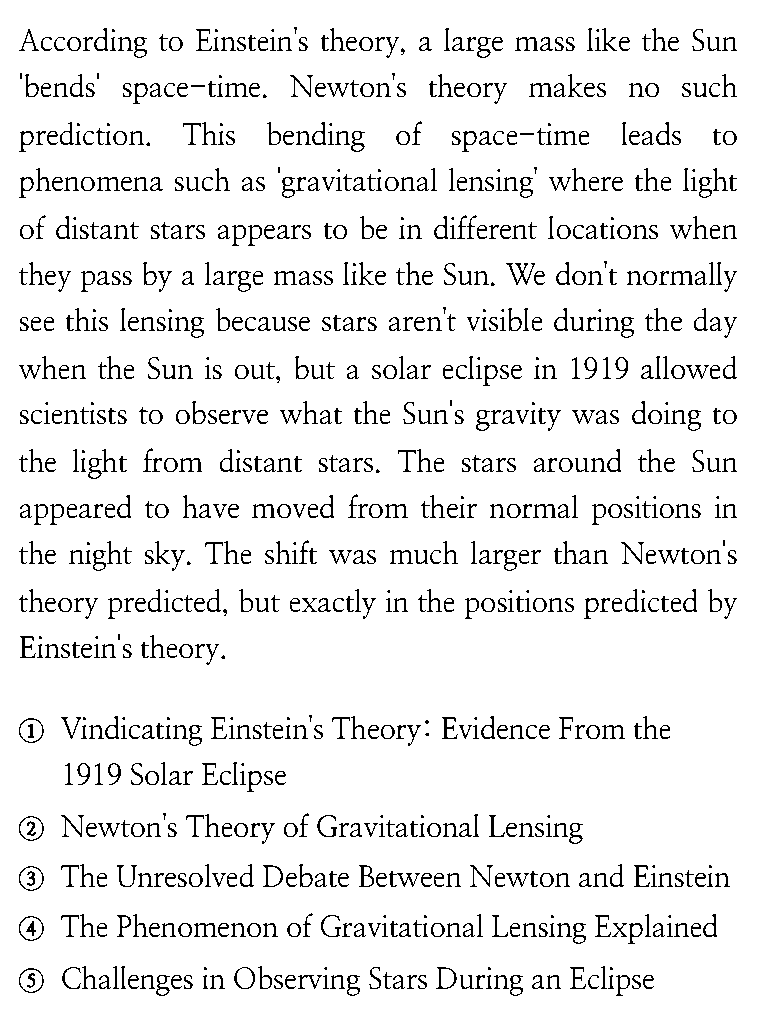 According to Einstein's theory, a large mass like the Sun
'bends' space-time. Newton's theory makes no such
prediction. This bending of space-time leads to
phenomena such as 'gravitational lensing' where the light
of distant stars appears to be in different locations when
they pass by a large mass like the Sun. We don't normally
see this lensing because stars aren't visible during the day
when the Sun is out, but a solar eclipse in 1919 allowed
scientists to observe what the Sun's gravity was doing to
the light from distant stars. The stars around the Sun
appeared to have moved from their normal positions in
the night sky. The shift was much larger than Newton's
theory predicted, but exactly in the positions predicted by
Einstein's theory.
① Vindicating Einstein's Theory: Evidence From the
1919 Solar Eclipse
② Newton's Theory of Gravitational Lensing
③ The Unresolved Debate Between Newton and Einstein
④ The Phenomenon of Gravitational Lensing Explained
⑤ Challenges in Observing Stars During an Eclipse